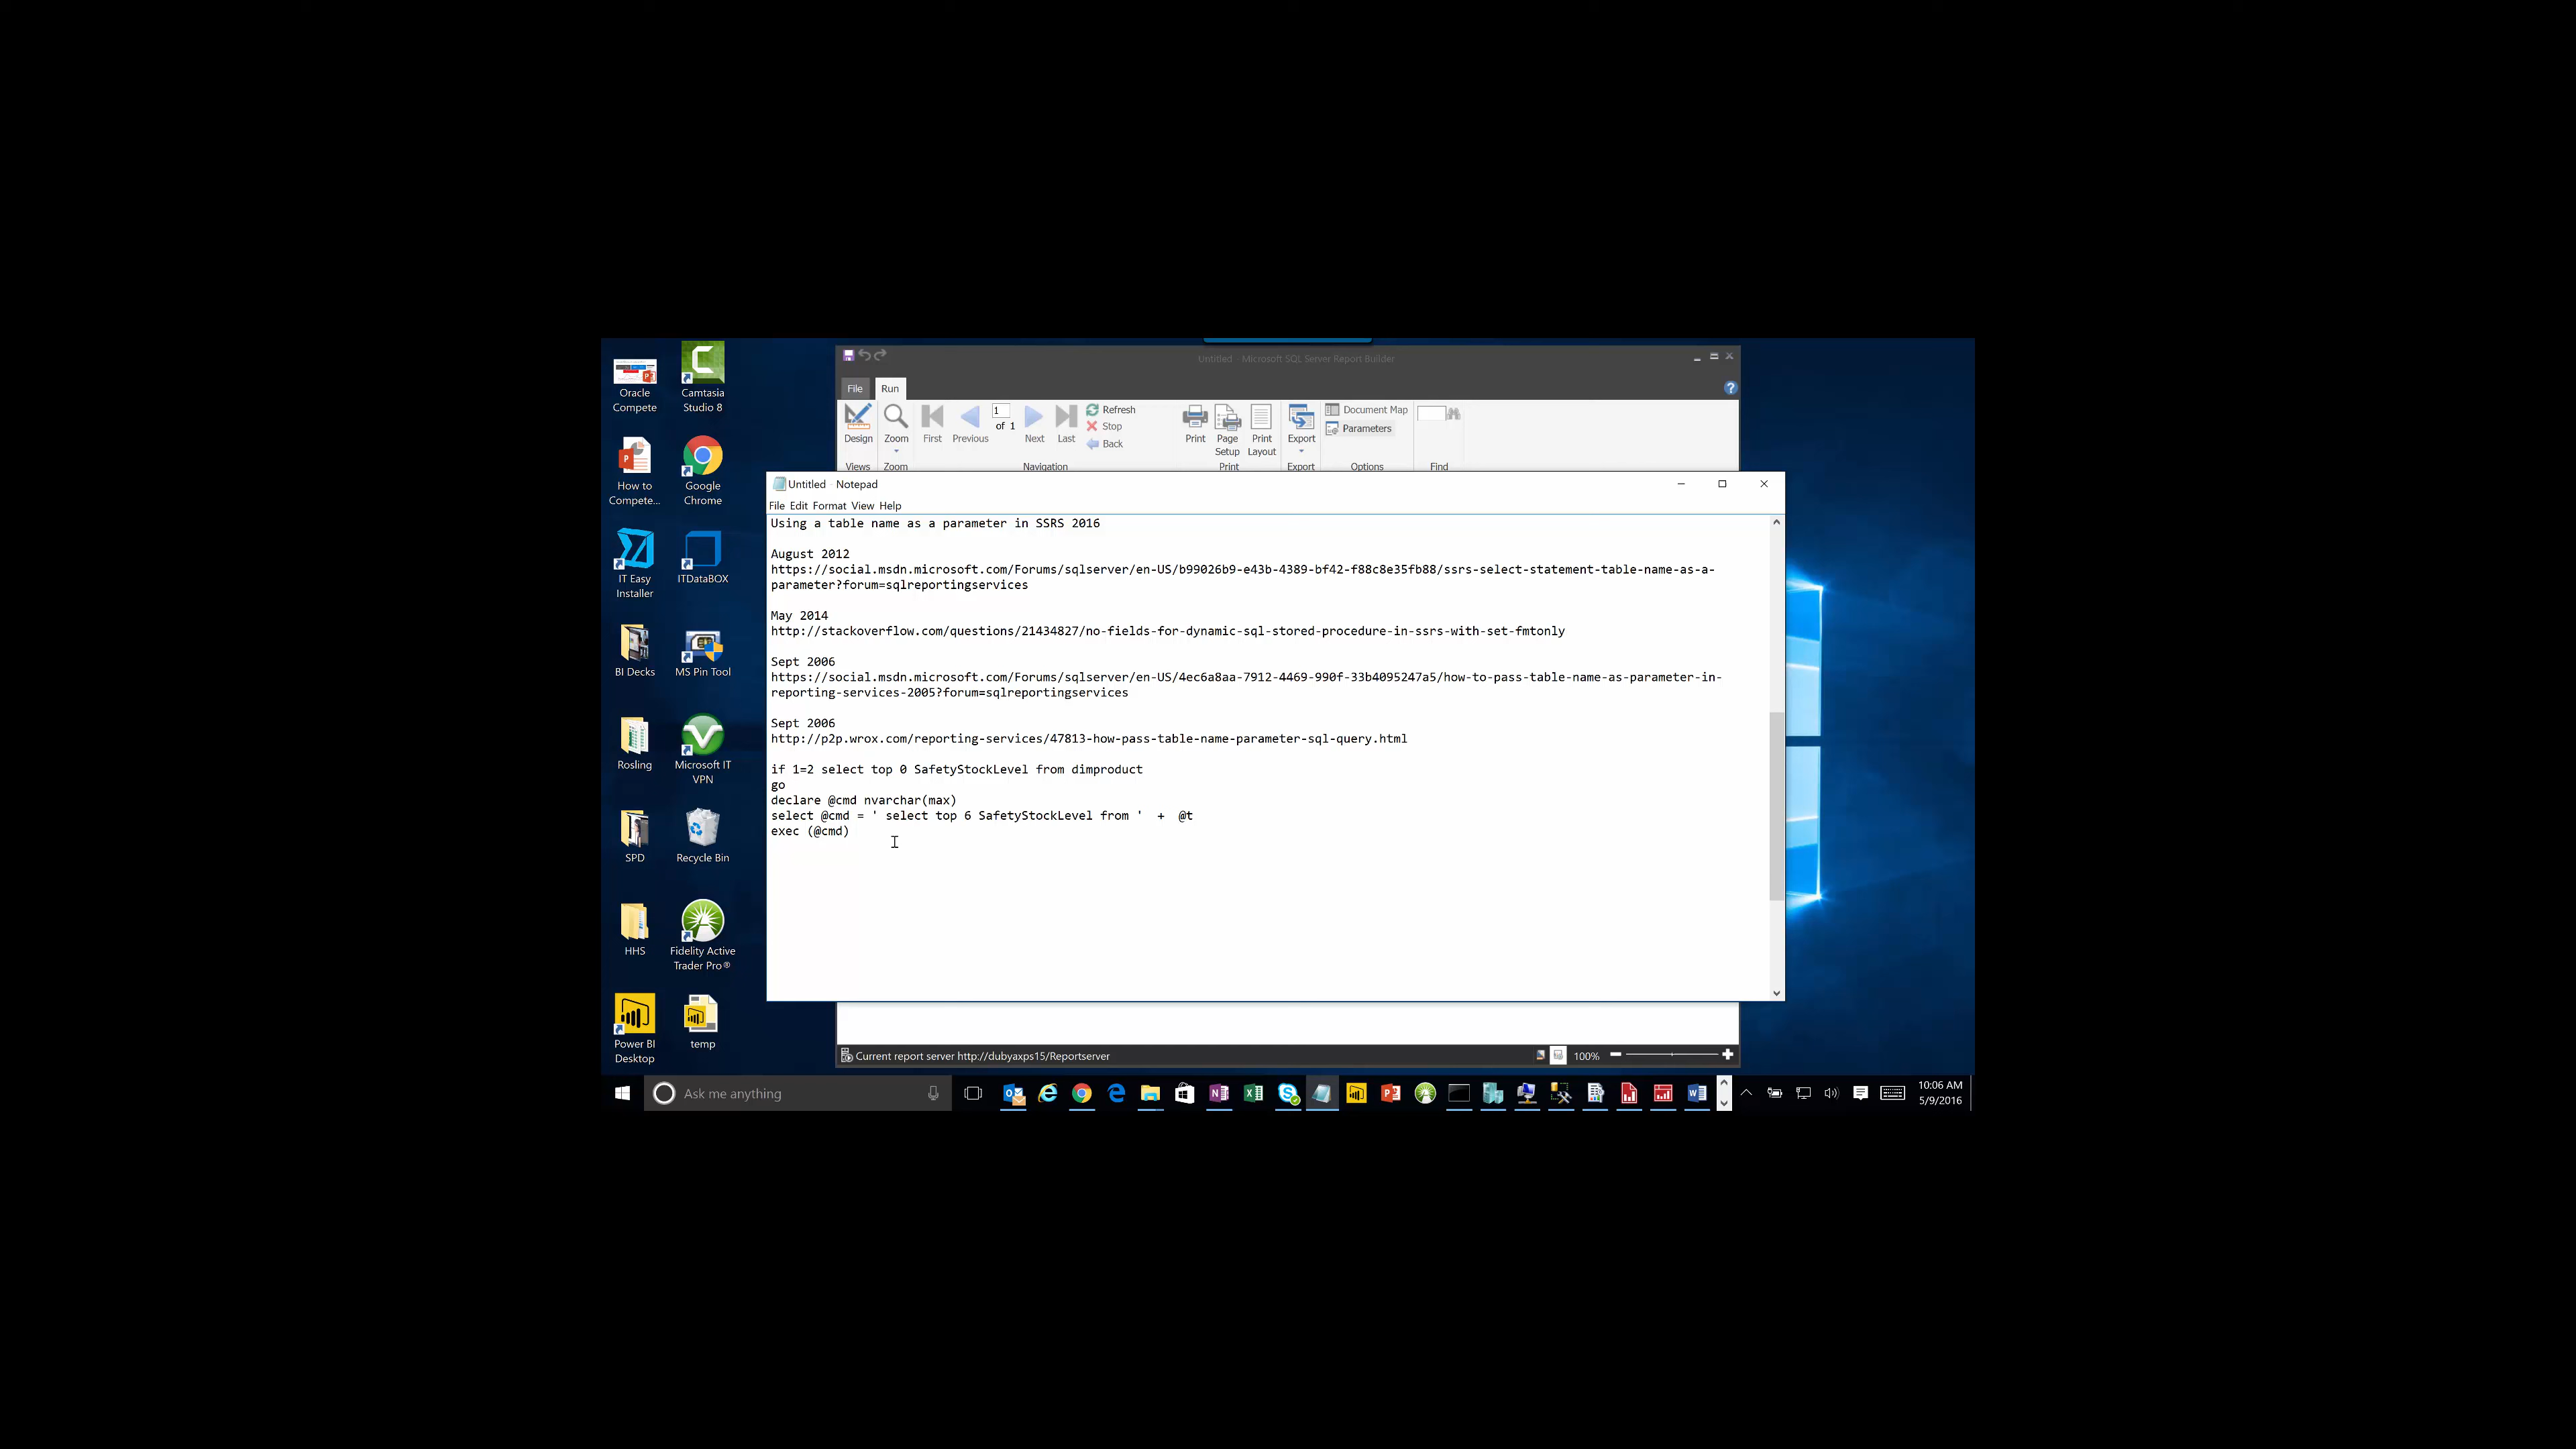 Oracle Compete
Camtasia Studio 8
How to Compete...
Google Chrome
IT Easy Installer
ITDataBOX
BI Decks
MS Pin Tool
Rosling
Microsoft IT VPN
SPD
Recycle Bin
HHS
Fidelity Active Trader Pro®
Power BI Desktop
temp
Untitled - Microsoft SQL Server Report Builder
File Run
Design
Zoom
First
Previous
1
of 1
Next
Last
Refresh
Stop
Back
Print
Page Setup
Print Layout
Export
Document Map
Parameters
Views
Zoom
Navigation
Print
Export
Options
Find
Untitled - Notepad
File Edit Format View Help
Using a table name as a parameter in SSRS 2016
August 2012
https://social.msdn.microsoft.com/Forums/sqlserver/en-US/b99026b9-e43b-4389-bf42-f88c8e35fb88/ssrs-select-statement-table-name-as-a-
parameter?forum=sqlreportingservices
May 2014
http://stackoverflow.com/questions/21434827/no-fields-for-dynamic-sql-stored-procedure-in-ssrs-with-set-fmtonly
Sept 2006
https://social.msdn.microsoft.com/Forums/sqlserver/en-US/4ec6a8aa-7912-4469-990f-33b4095247a5/how-to-pass-table-name-as-parameter-in-
reporting-services-2005?forum=sqlreportingservices
Sept 2006
http://p2p.wrox.com/reporting-services/47813-how-pass-table-name-parameter-sql-query.html
if 1=2 select top 0 SafetyStockLevel from dimproduct
go
declare @cmd nvarchar(max)
select @cmd = ' select top 6 SafetyStockLevel from ' + @t
exec (@cmd)
Current report server http://dubyaxps15/Reportserver
100%
Ask me anything
10:06 AM
5/9/2016